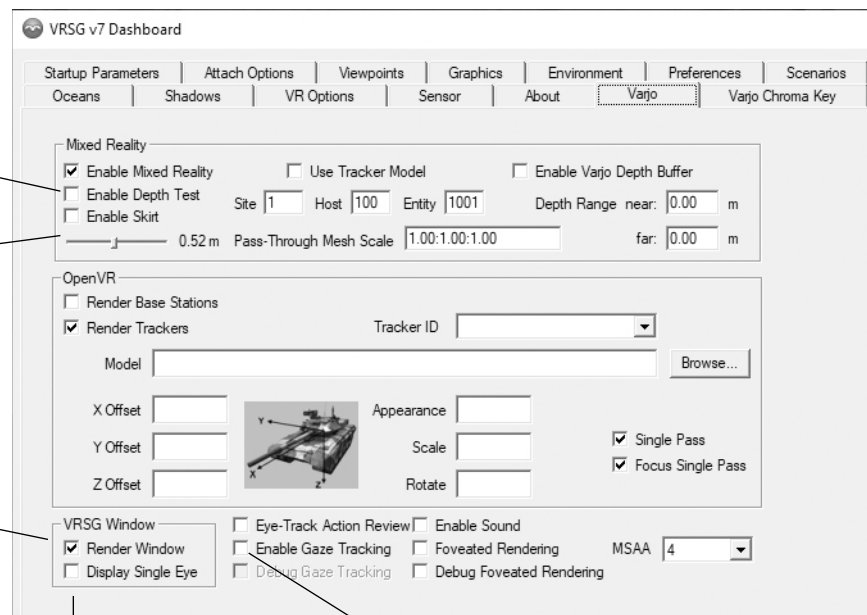 VRSG v7 Dashboard
Startup Parameters Attach Options Viewpoints Graphics Environment Preferences Scenarios
Oceans Shadows VR Options Sensor About Varjo Varjo Chroma Key
Mixed Reality
Enable Mixed Reality Use Tracker Model Enable Varjo Depth Buffer
Enable Depth Test Site 1 Host 100 Entity 1001 Depth Range near: 0.00 m
Enable Skirt
0.52 m Pass-Through Mesh Scale 1.00:1.00:1.00 far: 0.00 m
OpenVR
Render Base Stations
Render Trackers Tracker ID
Model Browse...
X Offset Appearance
Y Offset Scale Single Pass
Z Offset Rotate Focus Single Pass
Y
X
Z
VRSG Window Eye-Track Action Review Enable Sound
Render Window Enable Gaze Tracking Foveated Rendering MSAA 4
Display Single Eye Debug Gaze Tracking Debug Foveated Rendering